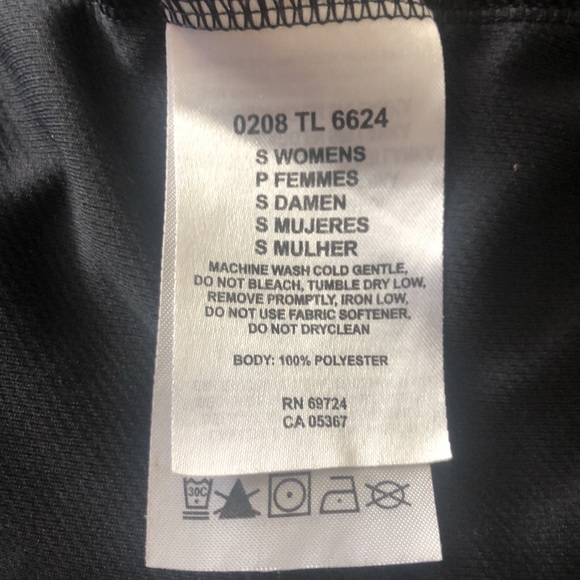 0208 TL 6624
S WOMENS
P FEMMES
S DAMEN
S MUJERES
S MULHER
MACHINE WASH COLD GENTLE,
DO NOT BLEACH, TUMBLE DRY LOW,
REMOVE PROMPTLY, IRON LOW,
DO NOT USE FABRIC SOFTENER.
DO NOT DRYCLEAN
BODY: 100% POLYESTER
RN 69724
CA 05367
30C